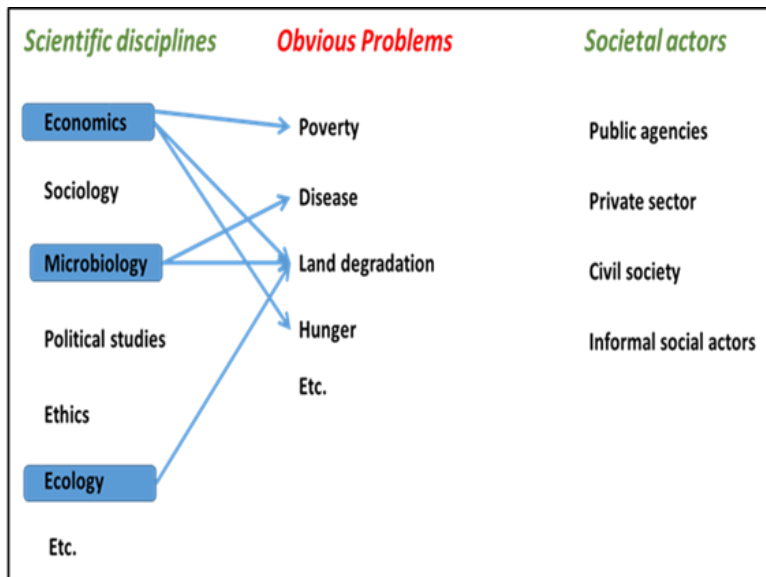 Scientific disciplines
Obvious Problems
Societal actors
Economics
Sociology
Microbiology
Political studies
Ethics
Ecology
Etc.
Poverty
Disease
Land degradation
Hunger
Etc.
Public agencies
Private sector
Civil society
Informal social actors